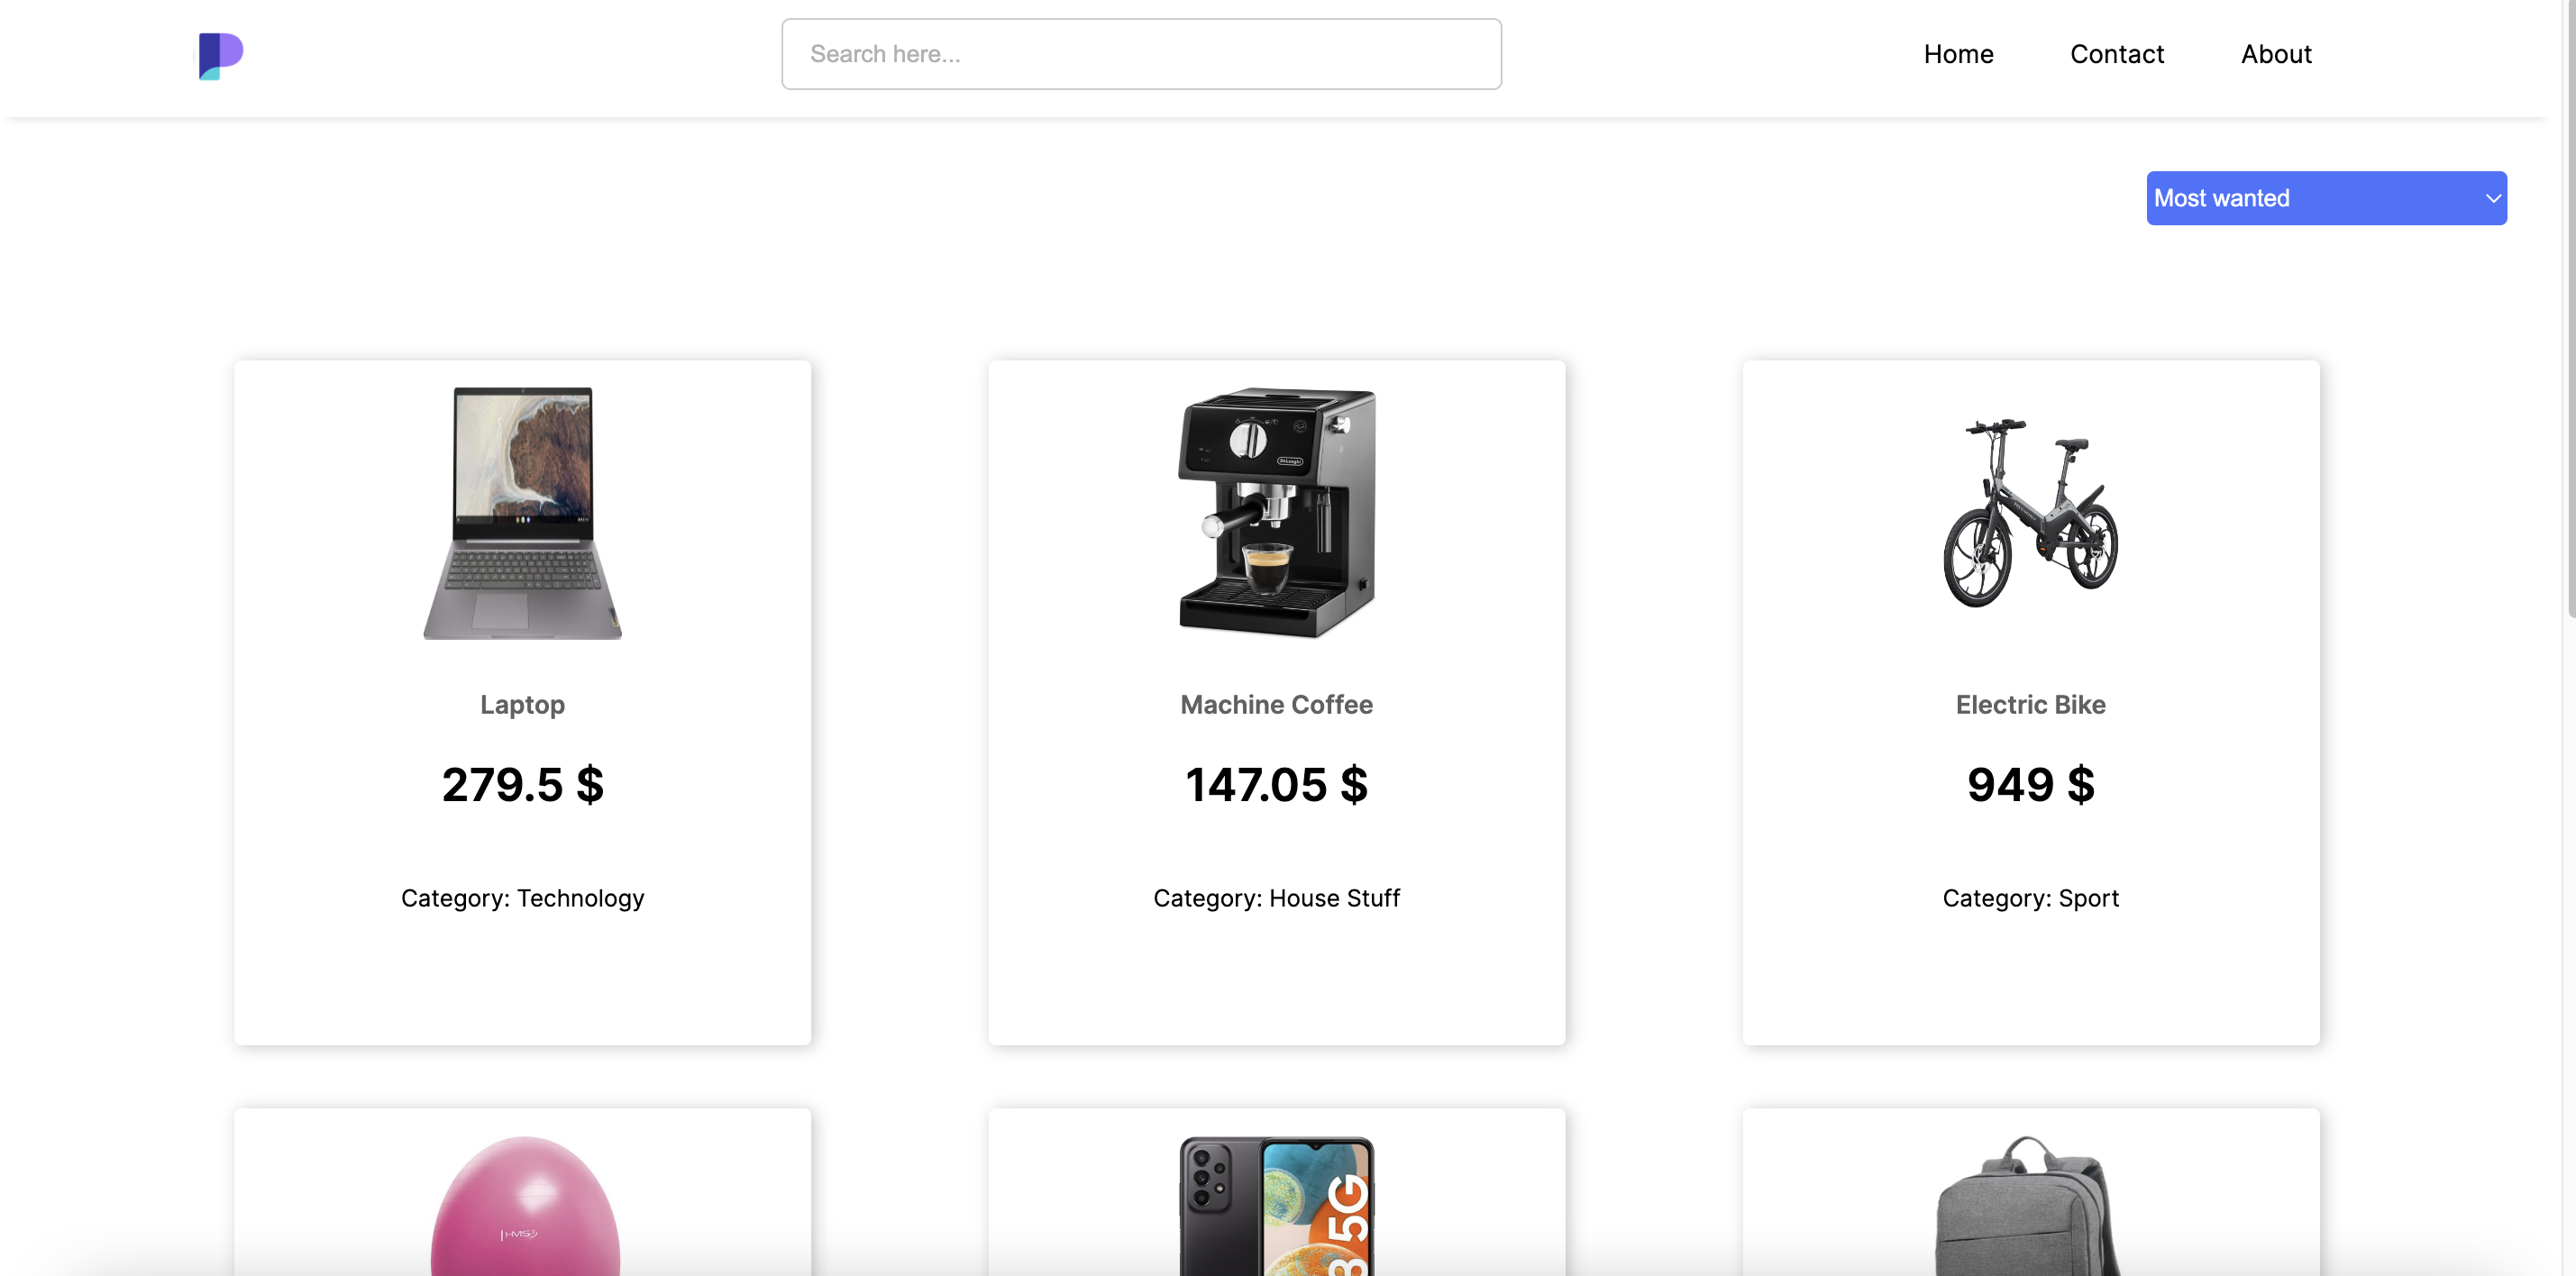 Search here...
Home
Contact
About
Most wanted
DeLonghi
Laptop
Machine Coffee
Electric Bike
279.5 $
147.05 $
949 $
Category: Technology
Category: House Stuff
Category: Sport
HMS
5G